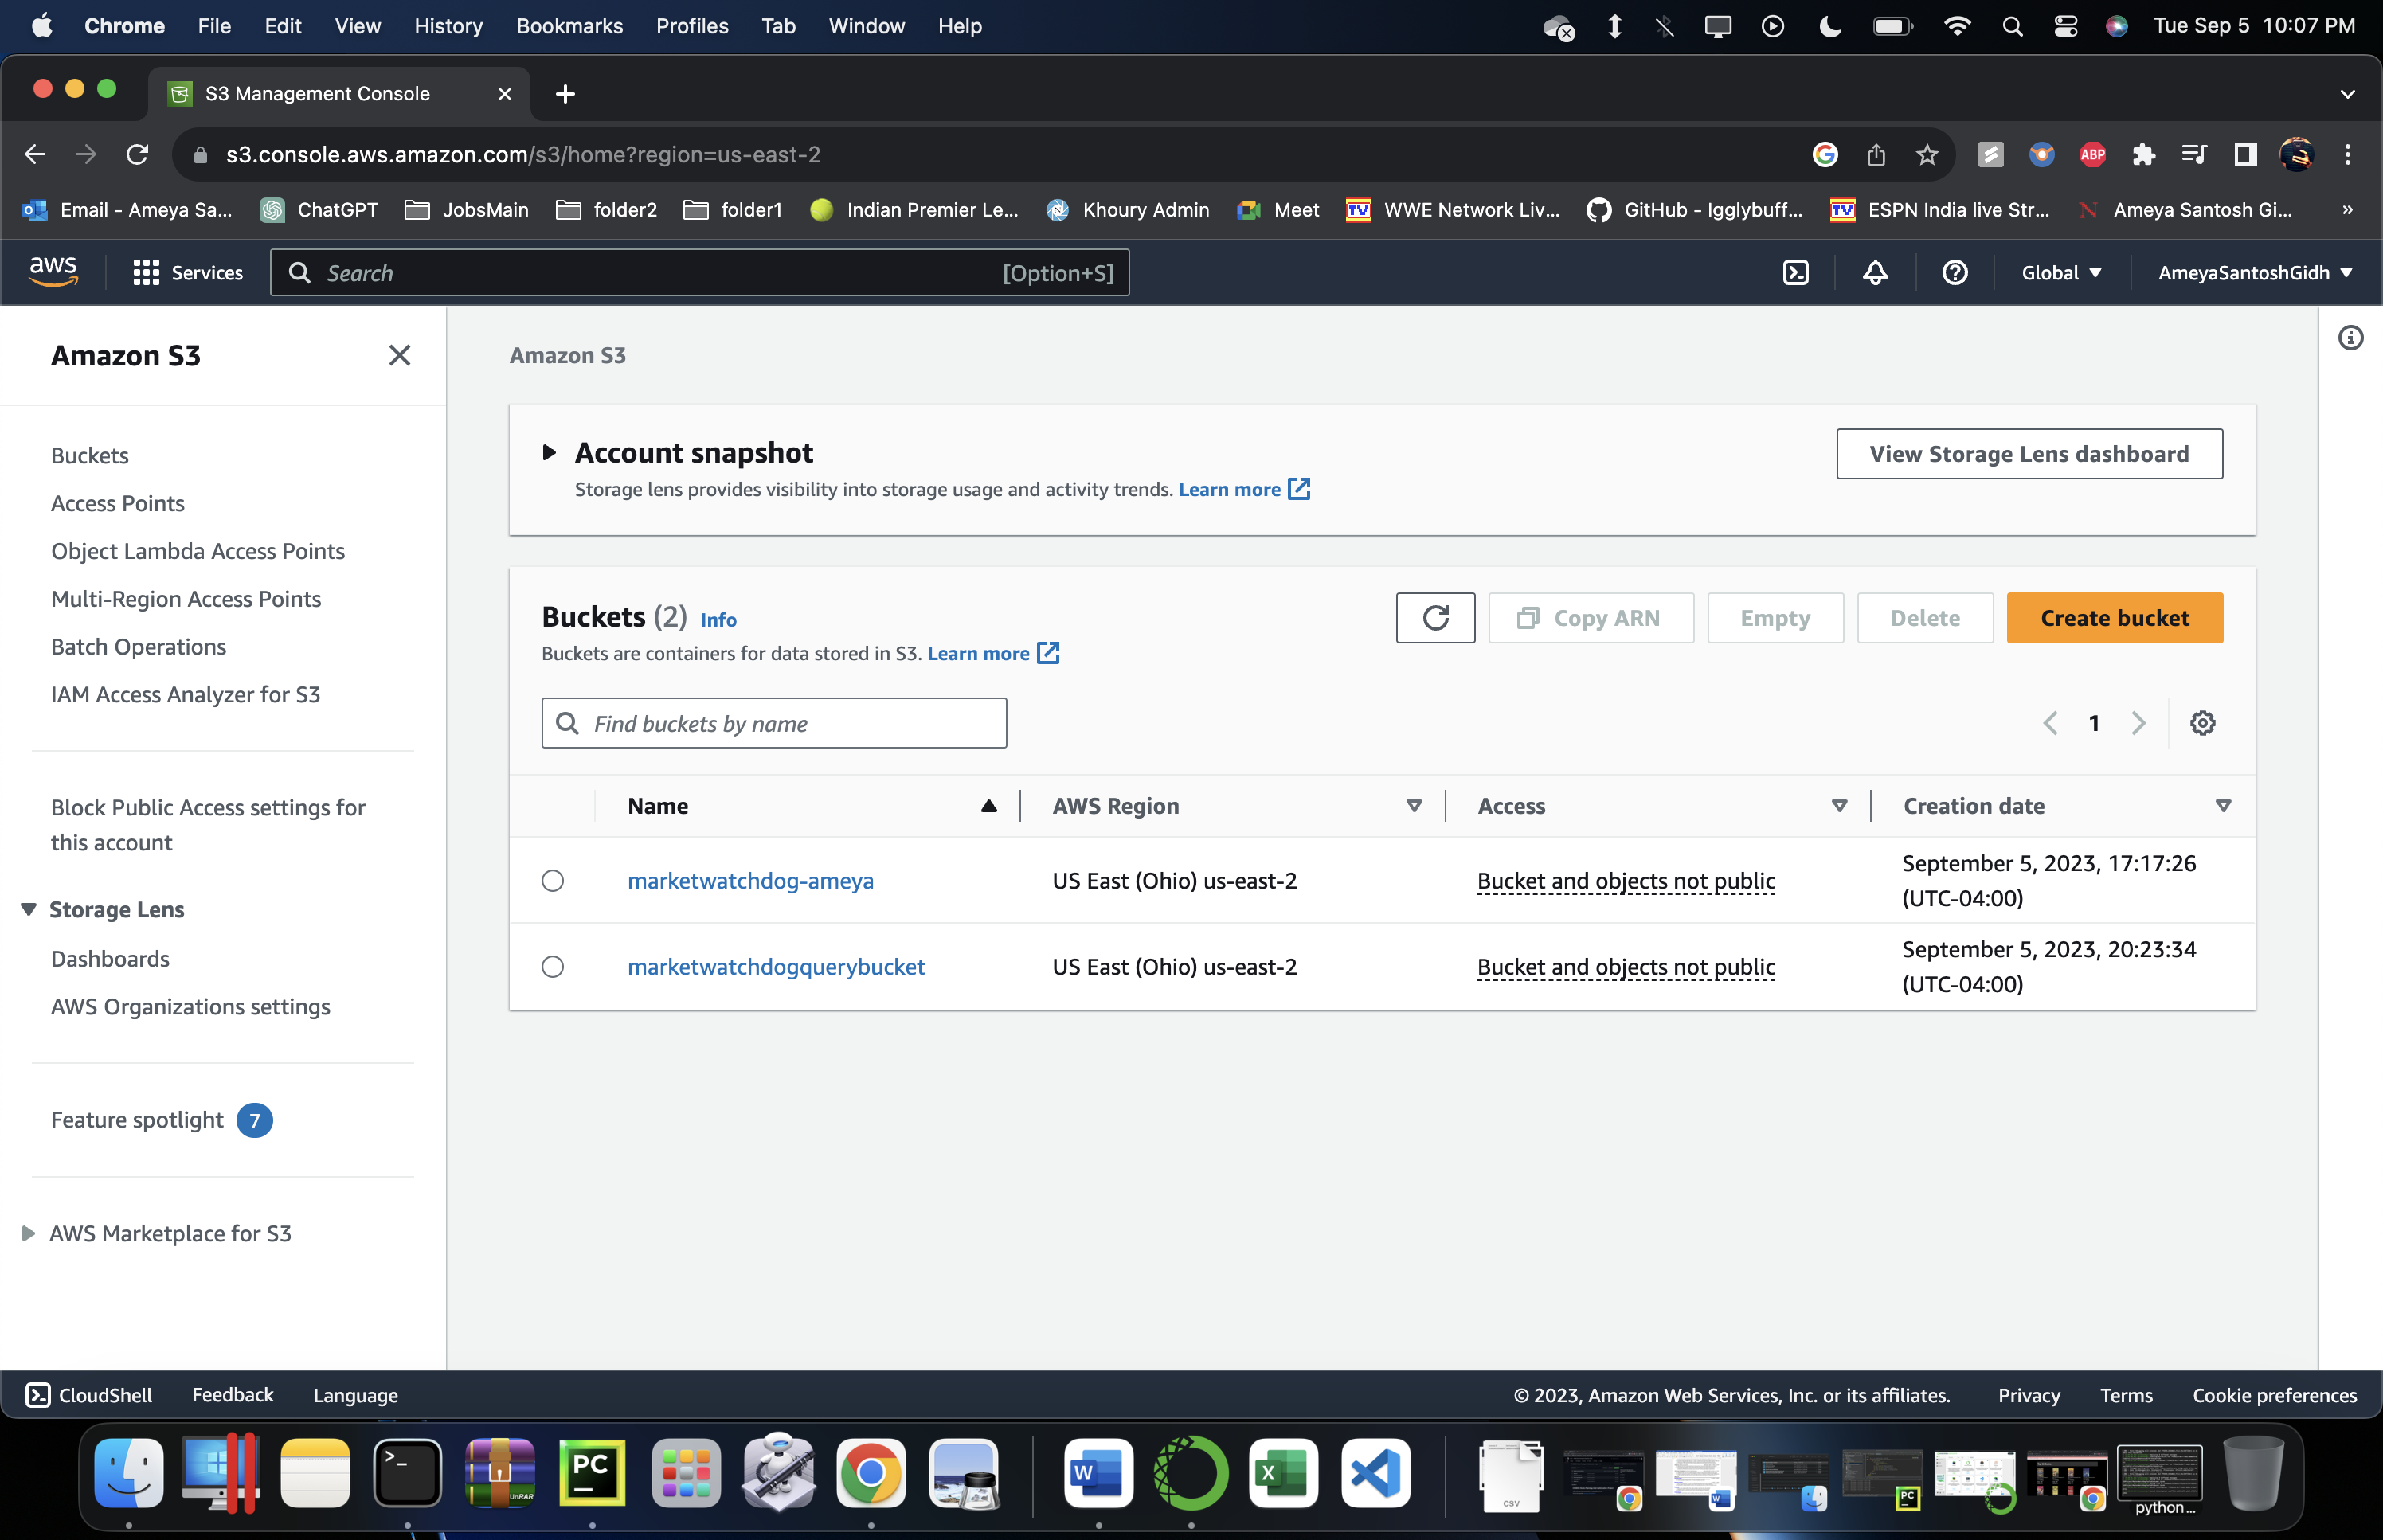 Chrome File Edit View History Bookmarks Profiles Tab Window Help Tue Sep 5 10:07 PM
S3 Management Console
s3.console.aws.amazon.com/s3/home?region=us-east-2
ABP
Email - Ameya Sa... ChatGPT JobsMain folder2 folder1 Indian Premier Le... Khoury Admin Meet WWE Network Liv... GitHub - Igglybuff... ESPN India live Str... Ameya Santosh Gi... »
aws Services Search [Option+S] Global AmeyaSantoshGidh
Amazon S3
Buckets
Access Points
Object Lambda Access Points
Multi-Region Access Points
Batch Operations
IAM Access Analyzer for S3
Block Public Access settings for
this account
Storage Lens
Dashboards
AWS Organizations settings
Feature spotlight 7
AWS Marketplace for S3
Amazon S3
Account snapshot
View Storage Lens dashboard
Storage lens provides visibility into storage usage and activity trends. Learn more
Buckets (2) Info
Copy ARN Empty Delete Create bucket
Buckets are containers for data stored in S3. Learn more
Find buckets by name
1
Name AWS Region Access Creation date
marketwatchdog-ameya US East (Ohio) us-east-2 Bucket and objects not public September 5, 2023, 17:17:26
(UTC-04:00)
marketwatchdogquerybucket US East (Ohio) us-east-2 Bucket and objects not public September 5, 2023, 20:23:34
(UTC-04:00)
CloudShell Feedback Language © 2023, Amazon Web Services, Inc. or its affiliates. Privacy Terms Cookie preferences
>_ UnRAR PC W X CSV W PC python ...